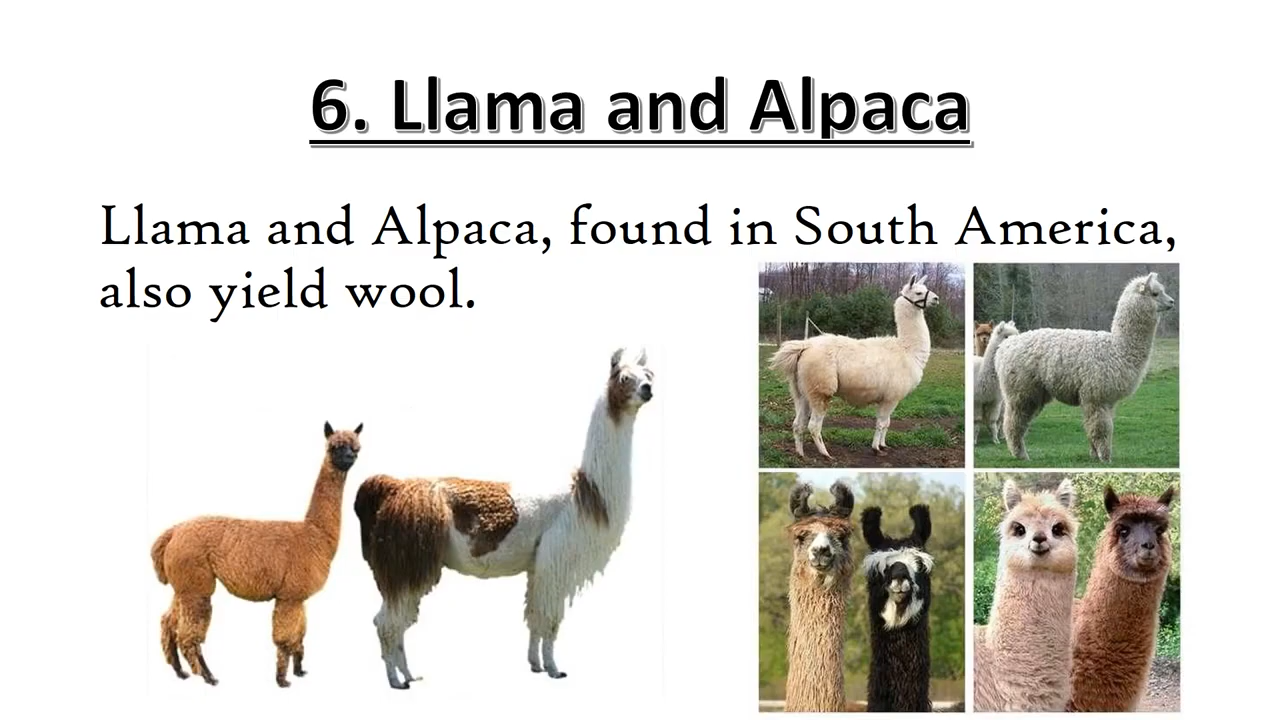 6. Llama and Alpaca
Llama and Alpaca, found in South America,
also yield wool.